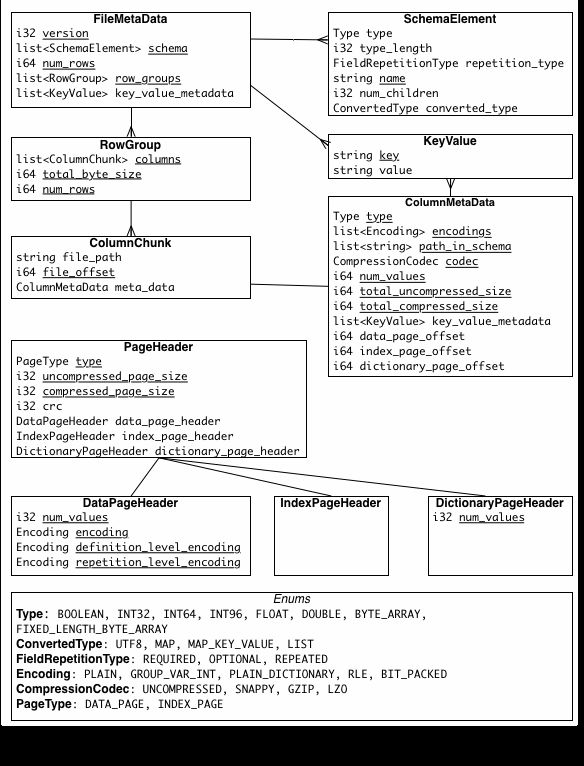 FileMetaData
i32 version
list<SchemaElement> schema
i64 num_rows
list<RowGroup> row_groups
list<KeyValue> key_value_metadata
SchemaElement
Type type
i32 type_length
FieldRepetitionType repetition_type
string name
i32 num_children
ConvertedType converted_type
RowGroup
list<ColumnChunk> columns
i64 total_byte_size
i64 num_rows
KeyValue
string key
string value
ColumnChunk
string file_path
i64 file_offset
ColumnMetaData meta_data
ColumnMetaData
Type type
list<Encoding> encodings
list<string> path_in_schema
CompressionCodec codec
i64 num_values
i64 total_uncompressed_size
i64 total_compressed_size
list<KeyValue> key_value_metadata
i64 data_page_offset
i64 index_page_offset
i64 dictionary_page_offset
PageHeader
PageType type
i32 uncompressed_page_size
i32 compressed_page_size
i32 crc
DataPageHeader data_page_header
IndexPageHeader index_page_header
DictionaryPageHeader dictionary_page_header
DataPageHeader
i32 num_values
Encoding encoding
Encoding definition_level_encoding
Encoding repetition_level_encoding
IndexPageHeader
DictionaryPageHeader
i32 num_values
Enums
Type: BOOLEAN, INT32, INT64, INT96, FLOAT, DOUBLE, BYTE_ARRAY,
FIXED_LENGTH_BYTE_ARRAY
ConvertedType: UTF8, MAP, MAP_KEY_VALUE, LIST
FieldRepetitionType: REQUIRED, OPTIONAL, REPEATED
Encoding: PLAIN, GROUP_VAR_INT, PLAIN_DICTIONARY, RLE, BIT_PACKED
CompressionCodec: UNCOMPRESSED, SNAPPY, GZIP, LZO
PageType: DATA_PAGE, INDEX_PAGE